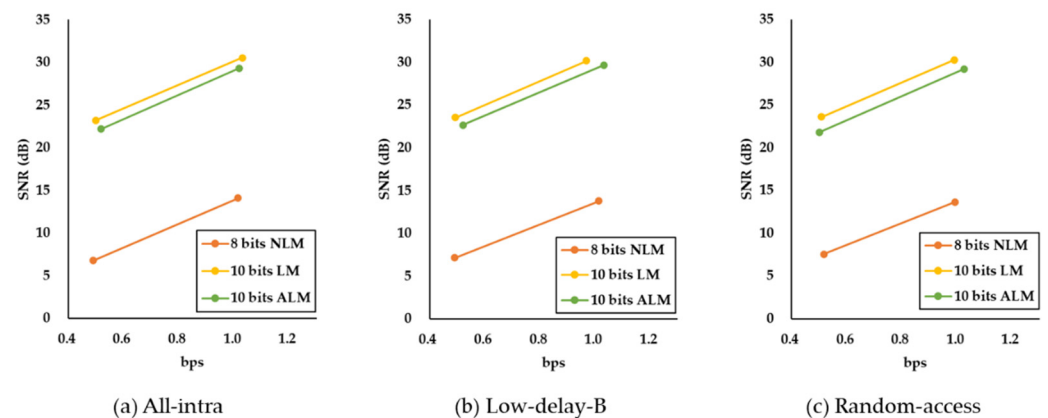 35
30
25
20
15
10
5
0
SNR (dB)
0.4 0.6 0.8 1.0 1.2
bps
8 bits NLM
10 bits LM
10 bits ALM
(a) All-intra
35
30
25
20
15
10
5
0
SNR (dB)
0.4 0.6 0.8 1.0 1.2
bps
8 bits NLM
10 bits LM
10 bits ALM
(b) Low-delay-B
35
30
25
20
15
10
5
0
SNR (dB)
0.4 0.6 0.8 1.0 1.2
bps
8 bits NLM
10 bits LM
10 bits ALM
(c) Random-access